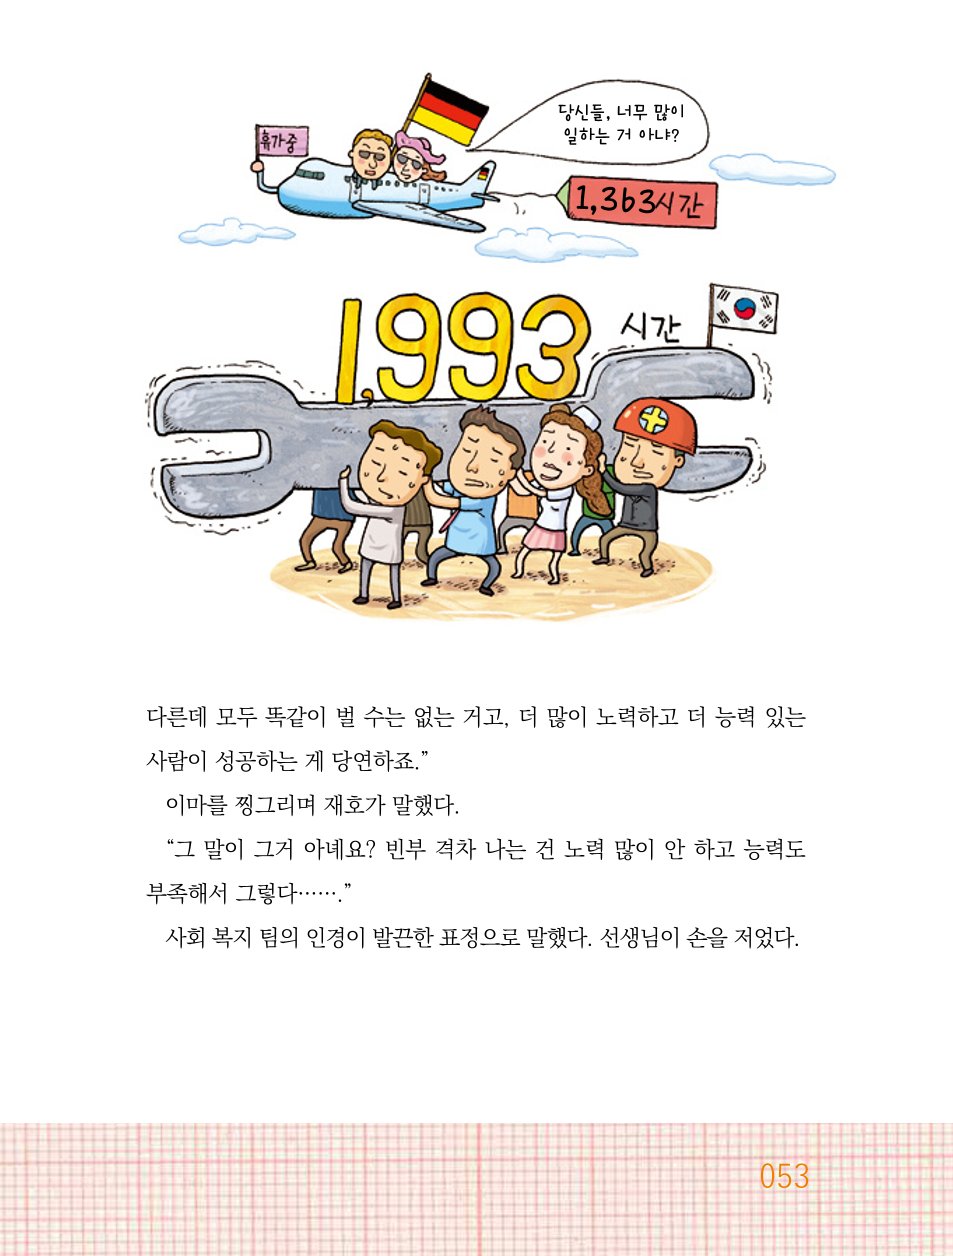 휴가중
당신들, 너무 많이
일하는 거 아냐?
1,363시간
1,993 시간
다른데 모두 똑같이 벌 수는 없는 거고, 더 많이 노력하고 더 능력 있는
사람이 성공하는 게 당연하죠.”
이마를 찡그리며 재호가 말했다.
“그 말이 그거 아녜요? 빈부 격차 나는 건 노력 많이 안 하고 능력도
부족해서 그렇다…….”
사회 복지 팀의 인경이 발끈한 표정으로 말했다. 선생님이 손을 저었다.
053